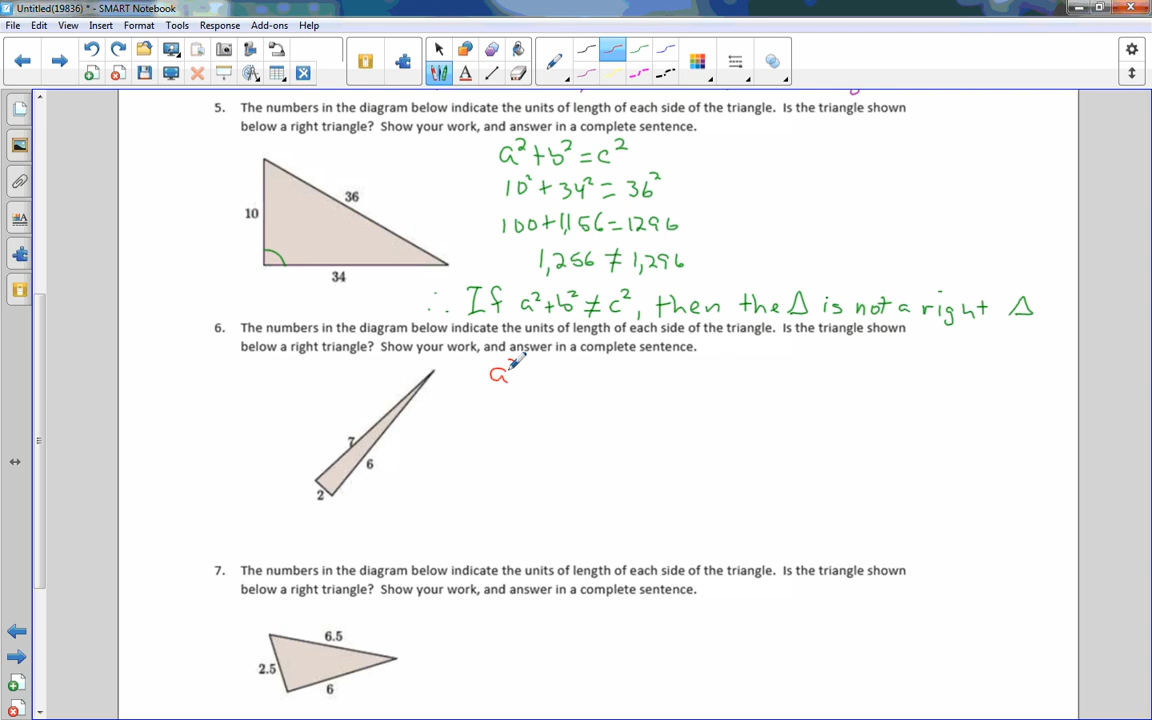 Untitled(19836) * - SMART Notebook
File Edit View Insert Format Tools Response Add-ons Help
5. The numbers in the diagram below indicate the units of length of each side of the triangle. Is the triangle shown
below a right triangle? Show your work, and answer in a complete sentence.
a² + b² = c²
10² + 34² = 36²
36
10
100 + 1,156 = 1296
1,256 ≠ 1,296
34
∴ If a² + b² ≠ c², then the Δ is not a right Δ
6. The numbers in the diagram below indicate the units of length of each side of the triangle. Is the triangle shown
below a right triangle? Show your work, and answer in a complete sentence.
a²
7
6
2
7. The numbers in the diagram below indicate the units of length of each side of the triangle. Is the triangle shown
below a right triangle? Show your work, and answer in a complete sentence.
6.5
2.5
6